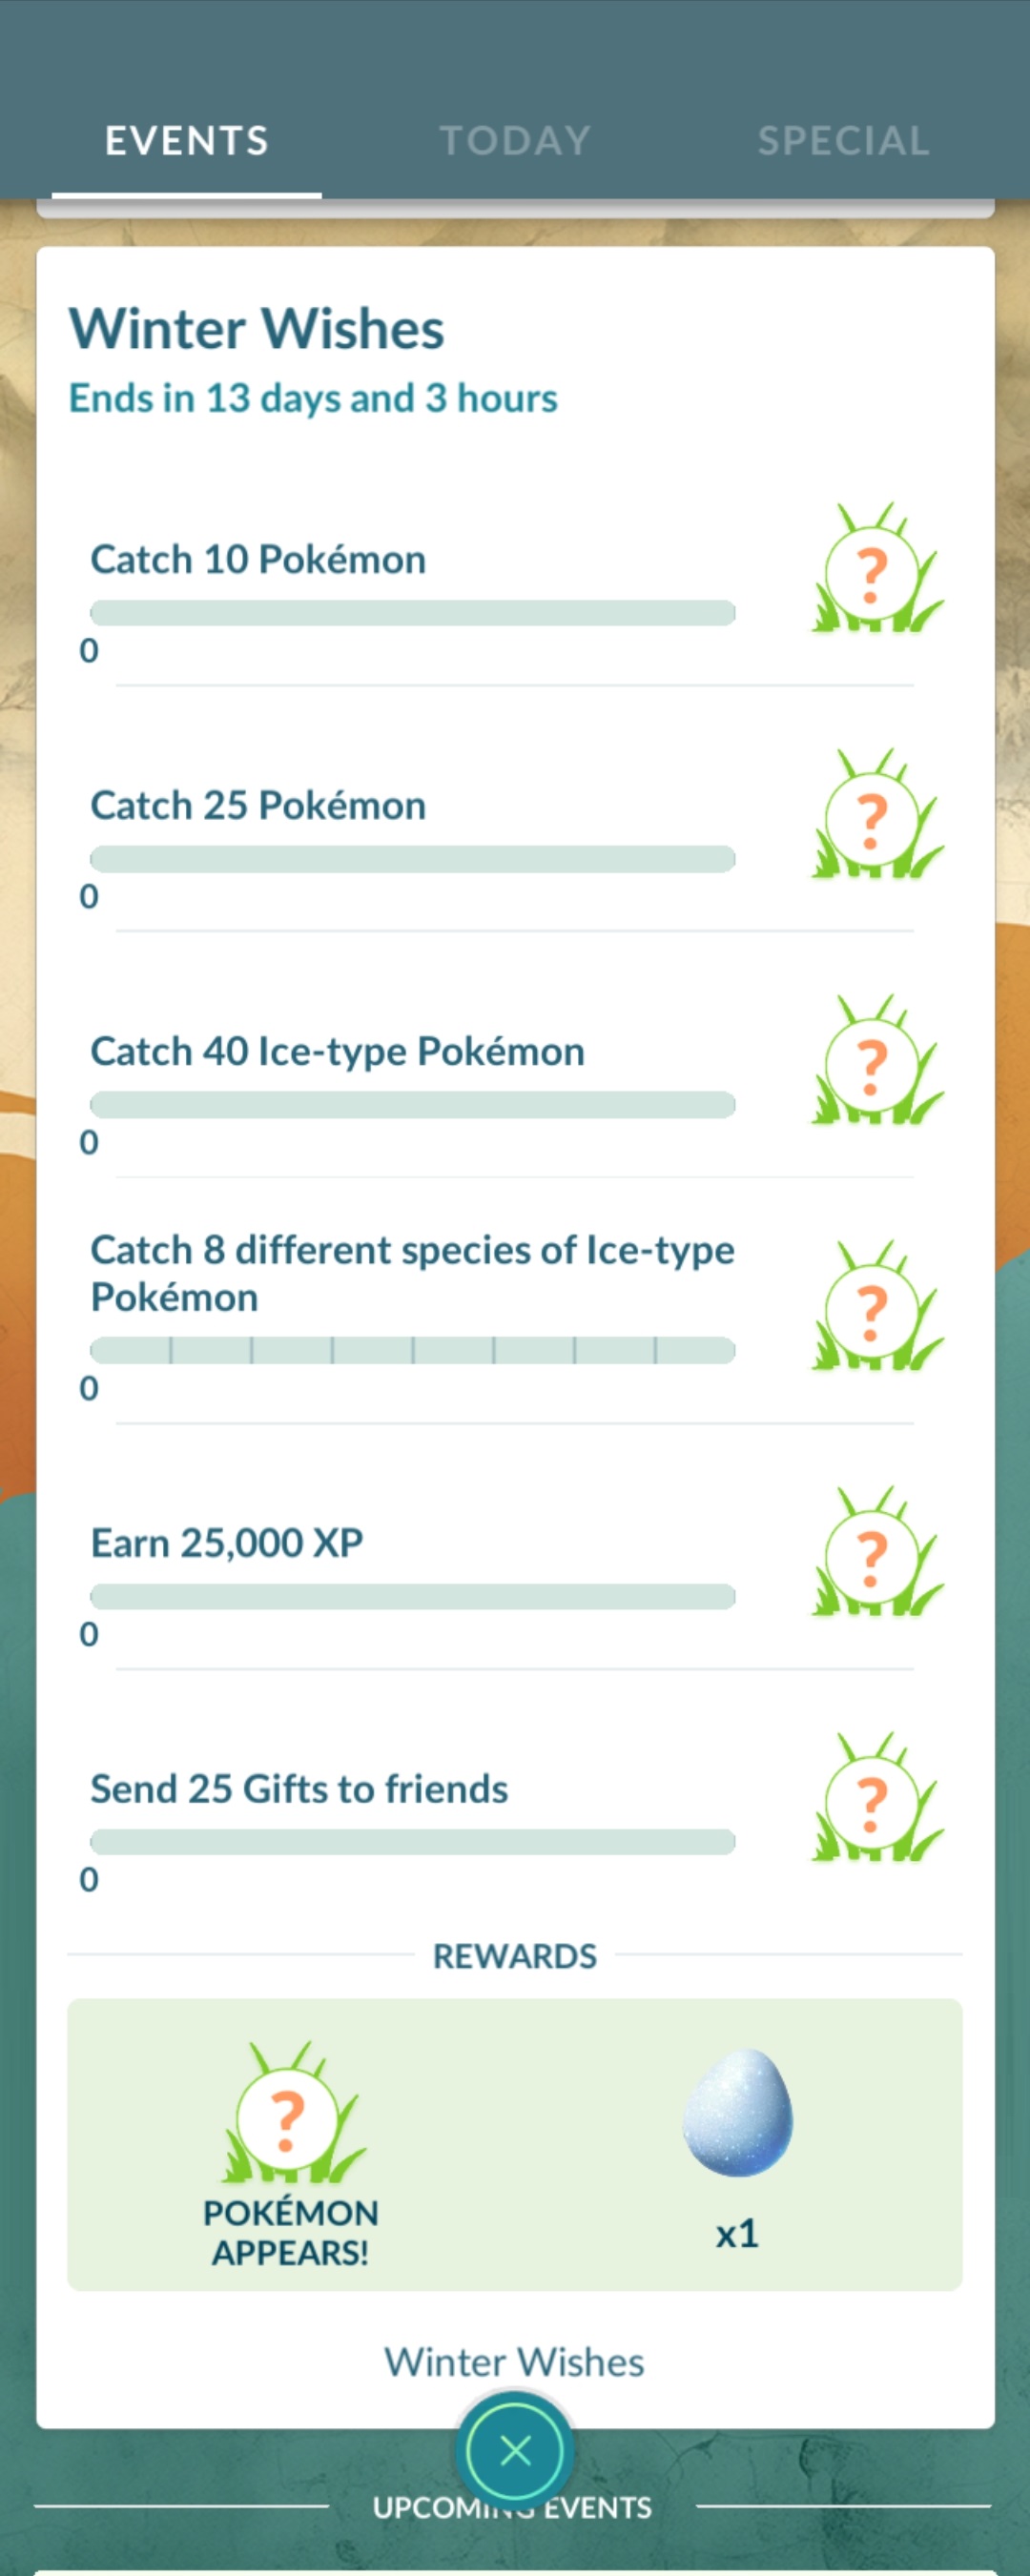 EVENTS
TODAY
SPECIAL
Winter Wishes
Ends in 13 days and 3 hours
Catch 10 Pokémon
?
0
Catch 25 Pokémon
?
0
Catch 40 Ice-type Pokémon
?
0
Catch 8 different species of Ice-type
Pokémon
?
0
Earn 25,000 XP
?
0
Send 25 Gifts to friends
?
0
REWARDS
?
POKÉMON
APPEARS!
x1
Winter Wishes
UPCOMING EVENTS